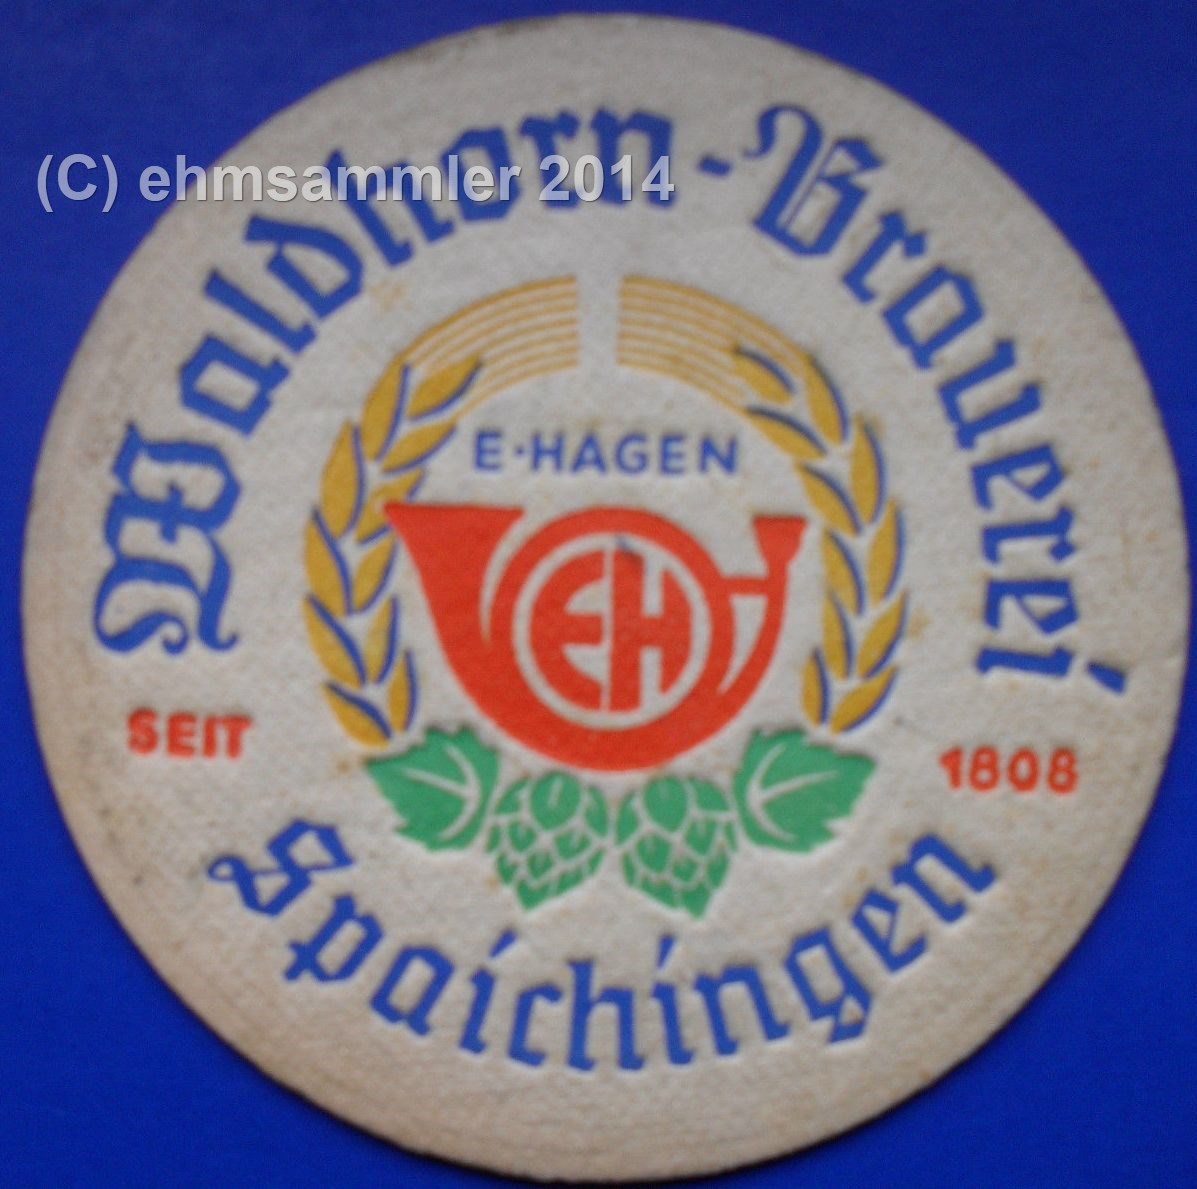 (C) ehmsammler 2014
Waldhorn-Brauerei
E·HAGEN
EH
SEIT 1808
Spaichingen